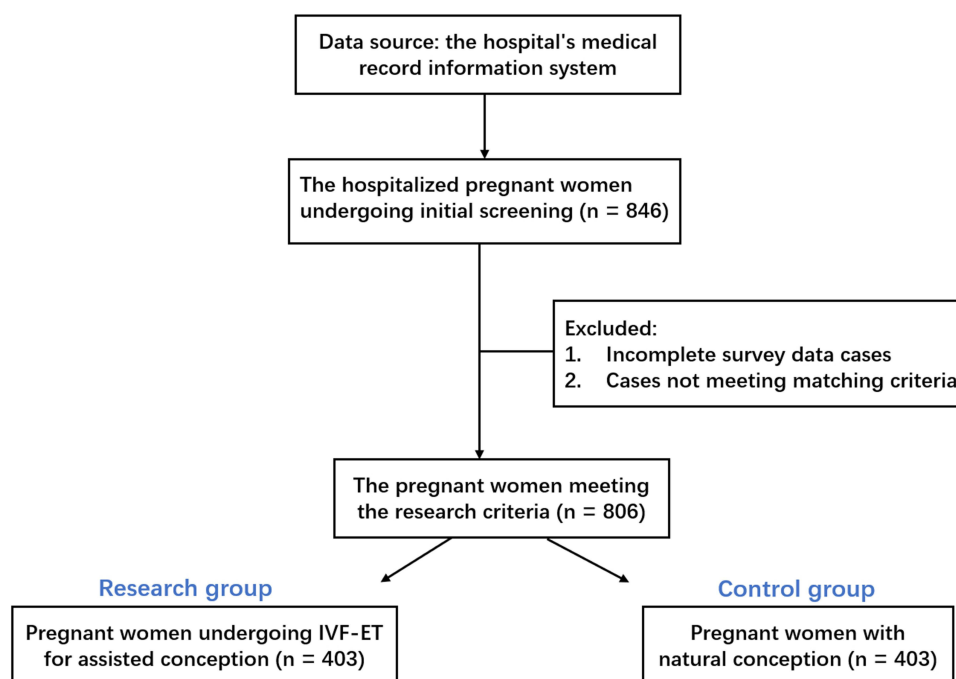 Data source: the hospital's medical
record information system
The hospitalized pregnant women
undergoing initial screening (n = 846)
Excluded:
1. Incomplete survey data cases
2. Cases not meeting matching criteria
The pregnant women meeting
the research criteria (n = 806)
Research group
Pregnant women undergoing IVF-ET
for assisted conception (n = 403)
Control group
Pregnant women with
natural conception (n = 403)